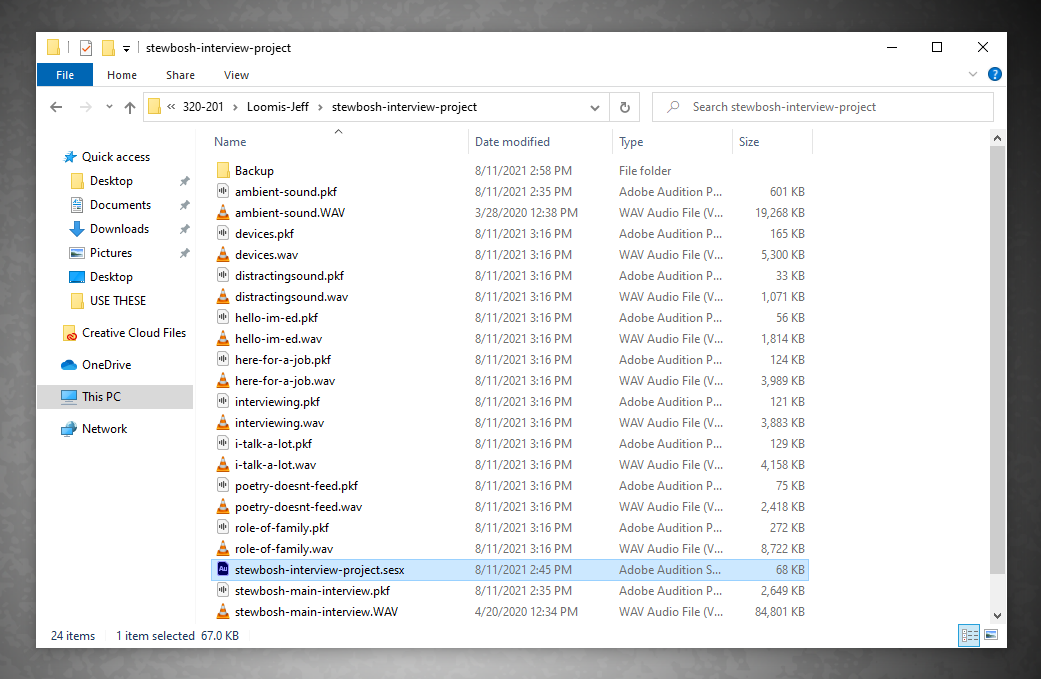 stewbosh-interview-project
File Home Share View
« 320-201 > Loomis-Jeff > stewbosh-interview-project
Search stewbosh-interview-project
Name Date modified Type Size
Quick access
Desktop
Documents
Downloads
Pictures
Desktop
USE THESE
Creative Cloud Files
OneDrive
This PC
Network
Backup 8/11/2021 2:58 PM File folder
ambient-sound.pkf 8/11/2021 2:35 PM Adobe Audition P... 601 KB
ambient-sound.WAV 3/28/2020 12:38 PM WAV Audio File (V... 19,268 KB
devices.pkf 8/11/2021 3:16 PM Adobe Audition P... 165 KB
devices.wav 8/11/2021 3:16 PM WAV Audio File (V... 5,300 KB
distractingsound.pkf 8/11/2021 3:16 PM Adobe Audition P... 33 KB
distractingsound.wav 8/11/2021 3:16 PM WAV Audio File (V... 1,071 KB
hello-im-ed.pkf 8/11/2021 3:16 PM Adobe Audition P... 56 KB
hello-im-ed.wav 8/11/2021 3:16 PM WAV Audio File (V... 1,814 KB
here-for-a-job.pkf 8/11/2021 3:16 PM Adobe Audition P... 124 KB
here-for-a-job.wav 8/11/2021 3:16 PM WAV Audio File (V... 3,989 KB
interviewing.pkf 8/11/2021 3:16 PM Adobe Audition P... 121 KB
interviewing.wav 8/11/2021 3:16 PM WAV Audio File (V... 3,883 KB
i-talk-a-lot.pkf 8/11/2021 3:16 PM Adobe Audition P... 129 KB
i-talk-a-lot.wav 8/11/2021 3:16 PM WAV Audio File (V... 4,158 KB
poetry-doesnt-feed.pkf 8/11/2021 3:16 PM Adobe Audition P... 75 KB
poetry-doesnt-feed.wav 8/11/2021 3:16 PM WAV Audio File (V... 2,418 KB
role-of-family.pkf 8/11/2021 3:16 PM Adobe Audition P... 272 KB
role-of-family.wav 8/11/2021 3:16 PM WAV Audio File (V... 8,722 KB
Au stewbosh-interview-project.sesx 8/11/2021 2:45 PM Adobe Audition S... 68 KB
stewbosh-main-interview.pkf 8/11/2021 2:35 PM Adobe Audition P... 2,649 KB
stewbosh-main-interview.WAV 4/20/2020 12:34 PM WAV Audio File (V... 84,801 KB
24 items 1 item selected 67.0 KB